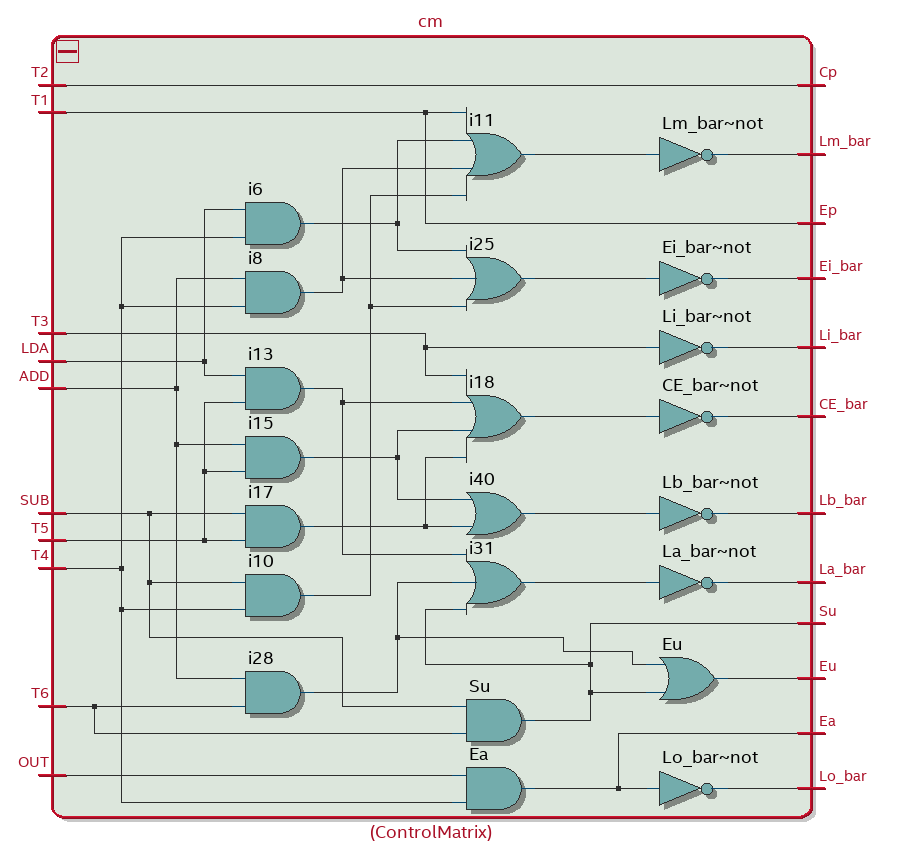 cm
T2
Cp
T1
i11
Lm_bar~not
Lm_bar
i6
Ep
i25
Ei_bar~not
i8
Ei_bar
T3
Li_bar~not
Li_bar
LDA
i13
ADD
i18
CE_bar~not
CE_bar
i15
i17
i40
Lb_bar~not
SUB
Lb_bar
T5
i10
i31
La_bar~not
T4
La_bar
Su
i28
Eu
Eu
T6
Su
Ea
OUT
Ea
Lo_bar~not
Lo_bar
(ControlMatrix)